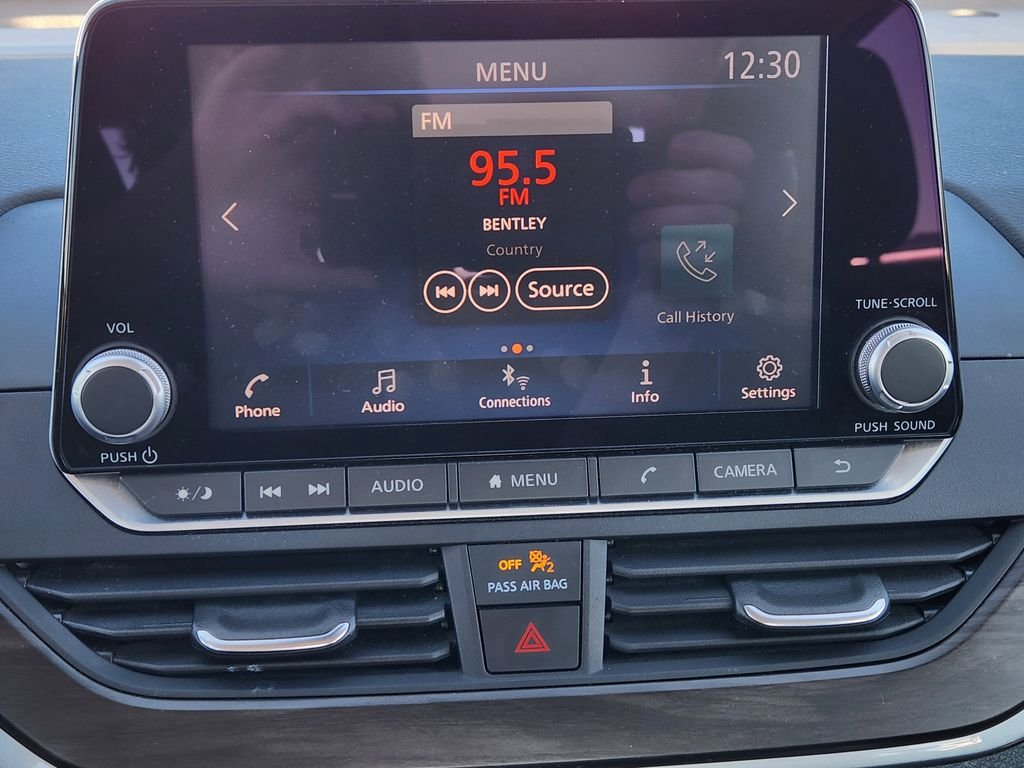 MENU
12:30
FM
95.5
FM
BENTLEY
Country
Source
Call History
VOL
TUNE·SCROLL
Phone
Audio
Connections
Info
Settings
PUSH
PUSH SOUND
AUDIO
MENU
CAMERA
OFF 2
PASS AIR BAG